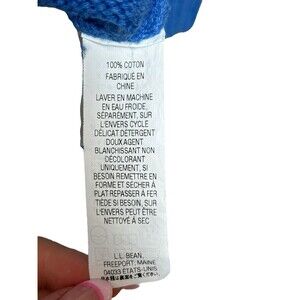 100% COTON
FABRIQUÉ EN
CHINE
LAVER EN MACHINE
EN EAU FROIDE,
SÉPARÉMENT, SUR
L'ENVERS CYCLE
DÉLICAT DÉTERGENT
DOUX AGENT
BLANCHISSANT NON
DÉCOLORANT
UNIQUEMENT, SI
BESOIN REMETTRE EN
FORME ET SÉCHER À
PLAT REPASSER À FER
TIÈDE SI BESOIN, SUR
L'ENVERS PEUT ÊTRE
NETTOYÉ À SEC
L.L. BEAN,
FREEPORT, MAINE
04033 ÉTATS-UNIS